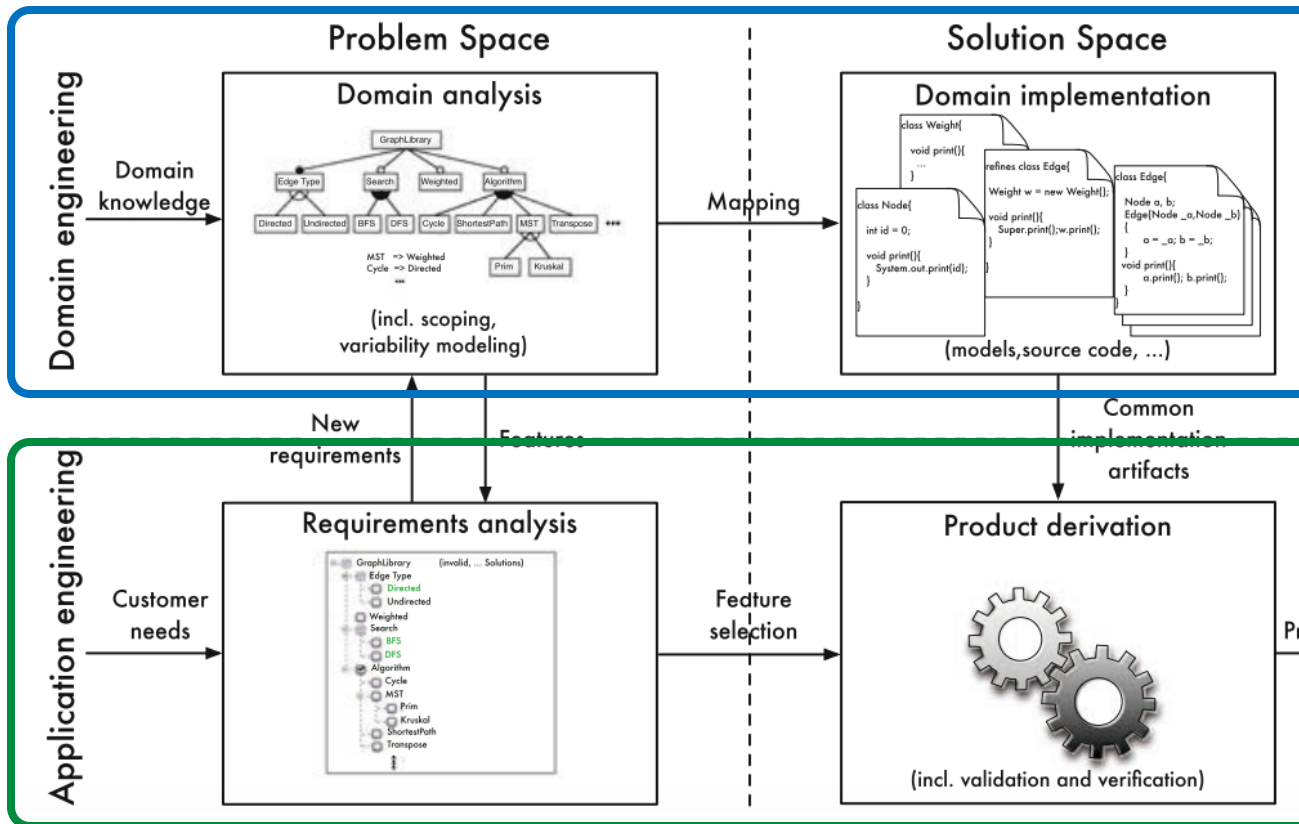 Problem Space
Solution Space
Domain engineering
Domain
knowledge
Domain analysis
GraphLibrary
Edge Type
Search
Weighted
Algorithm
Directed
Undirected
BFS
DFS
Cycle
ShortestPath
MST
Transpose
MST => Weighted
Cycle => Directed
Prim
Kruskal
(incl. scoping,
variability modeling)
Mapping
Domain implementation
class Weight{
void print(){
...
}
refines class Edge{
Weight w = new Weight();
void print(){
Super.print();w.print();
}
}
class Node{
int id = 0;
void print(){
System.out.print(id);
}
}
class Edge{
Node a, b;
Edge(Node _a,Node _b)
{
a = _a; b = _b;
}
void print(){
a.print(); b.print();
}
}
(models,source code, ...)
New
requirements
Features
Common
implementation
artifacts
Application engineering
Customer
needs
Requirements analysis
GraphLibrary (invalid, ... Solutions)
Edge Type
Directed
Undirected
Weighted
Search
BFS
DFS
Algorithm
Cycle
MST
Prim
Kruskal
ShortestPath
Transpose
Feature
selection
Product derivation
(incl. validation and verification)